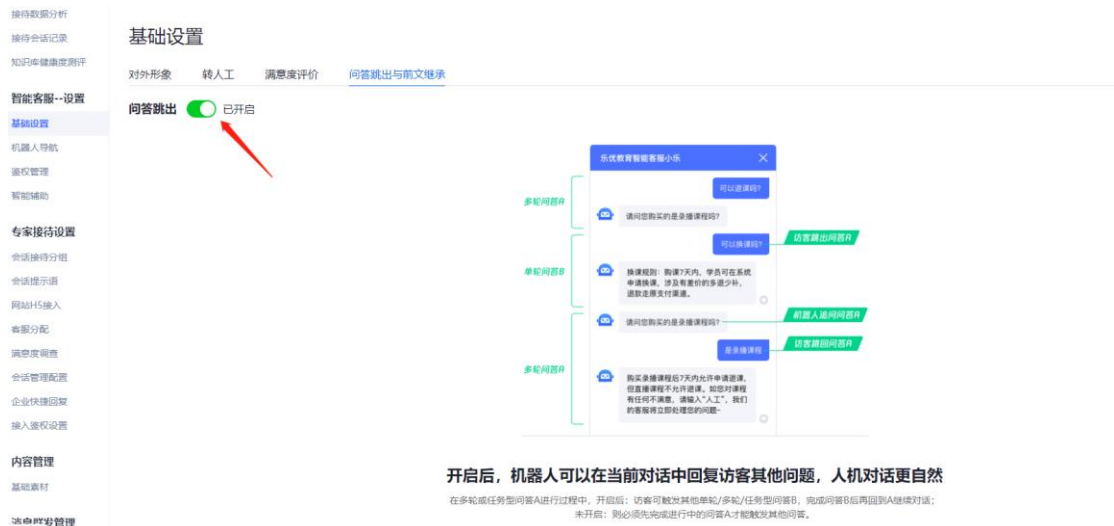 接待数据分析
接待会话记录
知识库健康度测评
智能客服--设置
基础设置
机器人导航
鉴权管理
智能辅助
专家接待设置
会话接待分组
会话提示语
网站H5接入
客服分配
满意度调查
会话管理配置
企业快捷回复
接入鉴权设置
内容管理
基础素材
消息群发管理
基础设置
对外形象 转人工 满意度评价 问答跳出与前文继承
问答跳出 已开启
乐优教育智能客服小乐
可以退课吗?
多轮问答A
请问您购买的是录播课程吗?
可以换课吗?
访客跳出问答A
单轮问答B
换课规则: 购课7天内, 学员可在系统
申请换课, 涉及有差价的多退少补,
退款走原支付渠道。
请问您购买的是录播课程吗?
机器人追问问答A
是录播课程
访客跳回问答A
多轮问答A
购买录播课程后7天内允许申请退课,
但直播课程不允许退课。如您对课程
有任何不满意, 请输入"人工", 我们
的客服将立即处理您的问题~
开启后，机器人可以在当前对话中回复访客其他问题，人机对话更自然
在多轮或任务型问答A进行过程中，开启后：访客可触发其他单轮/多轮/任务型问答B，完成问答B后再回到A继续对话；
未开启：则必须先完成进行中的问答A才能触发其他问答。